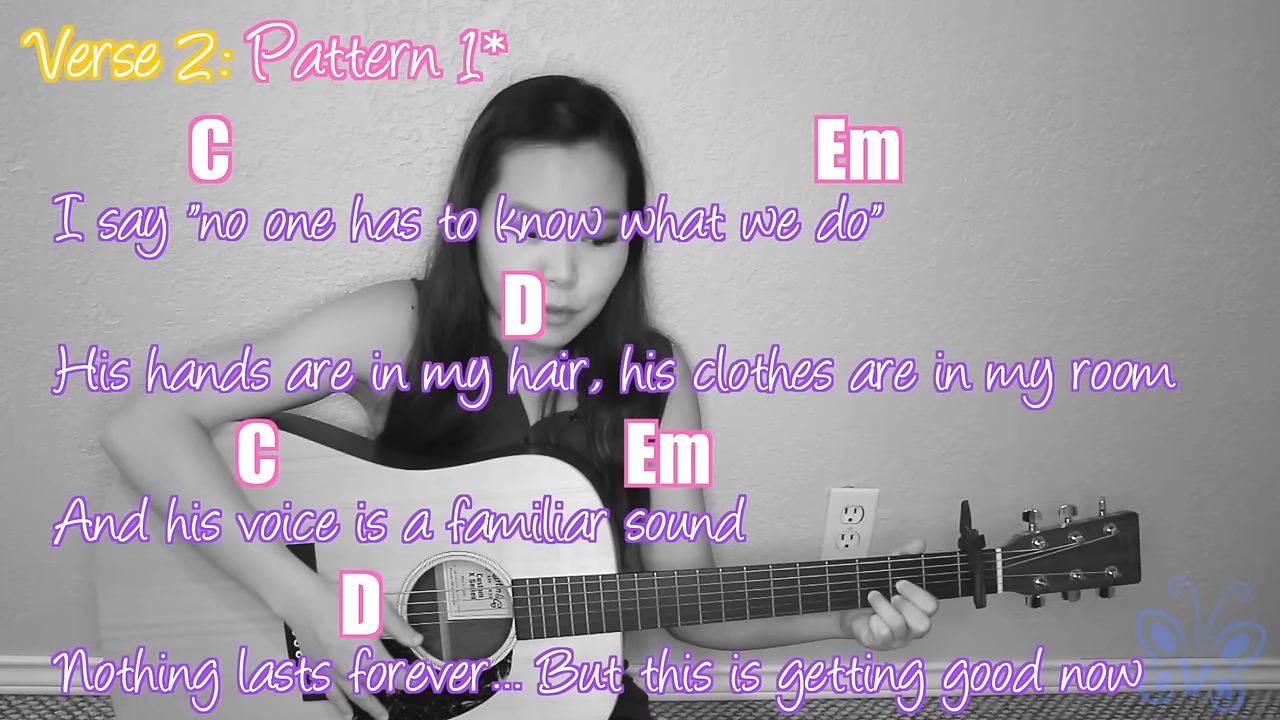 Verse 2: Pattern 1*
C Em
I say "no one has to know what we do"
D
His hands are in my hair, his clothes are in my room
C Em
And his voice is a familiar sound
D
Nothing lasts forever... But this is getting good now